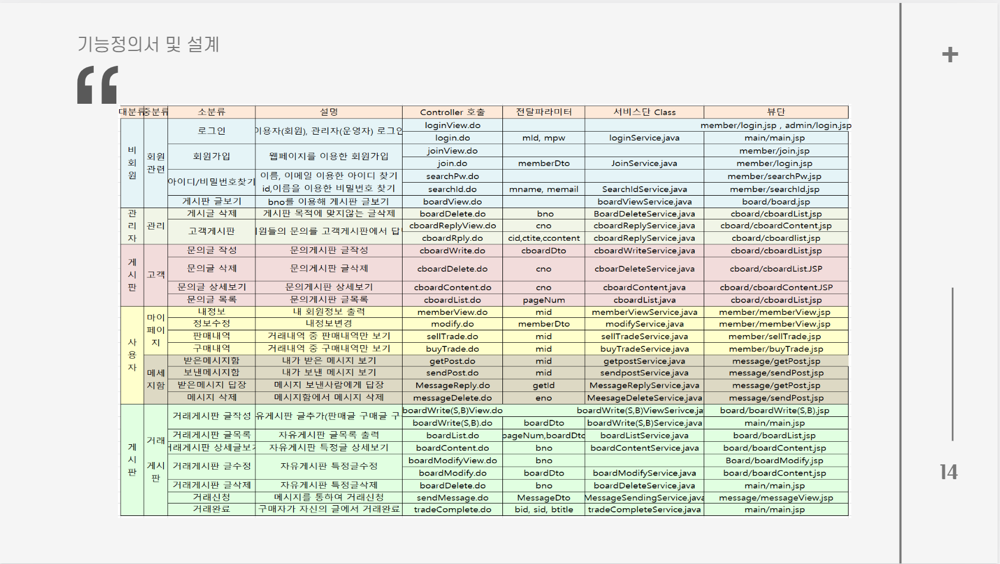 기능정의서 및 설계
“
+
대분류 중분류 소분류 설명 Controller 호출 전달파라미터 서비스단 Class 뷰단
비회원 회원관련 로그인 이용자(회원), 관리자(운영자) 로그인 loginView.do member/login.jsp , admin/login.jsp
login.do mId, mpw loginService.java main/main.jsp
회원가입 웹페이지를 이용한 회원가입 joinView.do member/join.jsp
join.do memberDto JoinService.java member/login.jsp
아이디/비밀번호찾기 이름, 이메일 이용한 아이디 찾기 searchPw.do member/searchPw.jsp
id,이름을 이용한 비밀번호 찾기 searchId.do mname, memail SearchIdService.java member/searchId.jsp
게시판 글보기 bno를 이용해 게시판 글보기 boardView.do boardViewService.java board/board.jsp
관리자 관리 게시글 삭제 게시판 목적에 맞지않는 글삭제 boardDelete.do bno BoardDeleteService.java cboard/cboardList.jsp
고객게시판 원들의 문의를 고객게시판에서 답 cboardReplyView.do cno cboardReplyService.java cboard/cboardContent.jsp
cboardRply.do cid,ctite,ccontent cboardReplyService.java cboard/cboardlist.jsp
게시판 고객 문의글 작성 문의게시판 글작성 cboardWrite.do cboardDto cboardWriteService.java cboard/cboardList.jsp
문의글 삭제 문의게시판 글삭제 cboardDelete.do cno cboarDeleteService.java cboard/cboardList.JSP
문의글 상세보기 문의게시판 상세보기 cboardContent.do cno cboardContent.java cboard/cboardContent.JSP
문의글 목록 문의게시판 글목록 cboardList.do pageNum cboardList.java cboard/cboardList.jsp
사용자 마이페이지 내정보 내 회원정보 출력 memberView.do mid memberViewService.java member/memberView.jsp
정보수정 내정보변경 modify.do memberDto modifyService.java member/memberView.jsp
판매내역 거래내역 중 판매내역만 보기 sellTrade.do mid sellTradeService.java member/sellTrade.jsp
구매내역 거래내역 중 구매내역만 보기 buyTrade.do mid buyTradeService.java member/buyTrade.jsp
메세지함 받은메시지함 내가 받은 메시지 보기 getPost.do mid getpostService.java message/getPost.jsp
보낸메시지함 내가 보낸 메시지 보기 sendPost.do mid sendpostService.java message/sendPost.jsp
받은메시지 답장 메시지 보낸사람에게 답장 MessageReply.do getId MessageReplyService.java message/getPost.jsp
메시지 삭제 메시지함에서 메시지 삭제 messageDelete.do eno MeesageDeleteService.java message/sendPost.jsp
게시판 거래 게시판 거래게시판 글작성 유게시판 글추가(판매글 구매글 구 boardWrite(S,B)View.do boardWrite(S,B)ViewSerivce.ja board/boardWrite(S,B).jsp
boardWrite(S,B).do boardDto boardWrite(S,B)Service.java main/main.jsp
거래게시판 글목록 자유게시판 글목록 출력 boardList.do pageNum,boardDto boardListService.java board/boardList.jsp
거래게시판 상세글보기 자유게시판 특정글 상세보기 boardContent.do bno boardContentService.java board/boardContent.jsp
거래게시판 글수정 자유게시판 특정글수정 boardModifyView.do bno Board/boardModify.jsp
boardModify.do boardDto boardModifyService.java board/boardContent.jsp
거래게시판 글삭제 자유게시판 특정글삭제 boardDelete.do bno boardDeleteService.java main/main.jsp
거래신청 메시지를 통하여 거래신청 sendMessage.do MessageDto MessageSendingService.java message/messageView.jsp
거래완료 구매자가 자신의 글에서 거래완료 tradeComplete.do bid, sid, btitle tradeCompleteService.java main/main.jsp
14